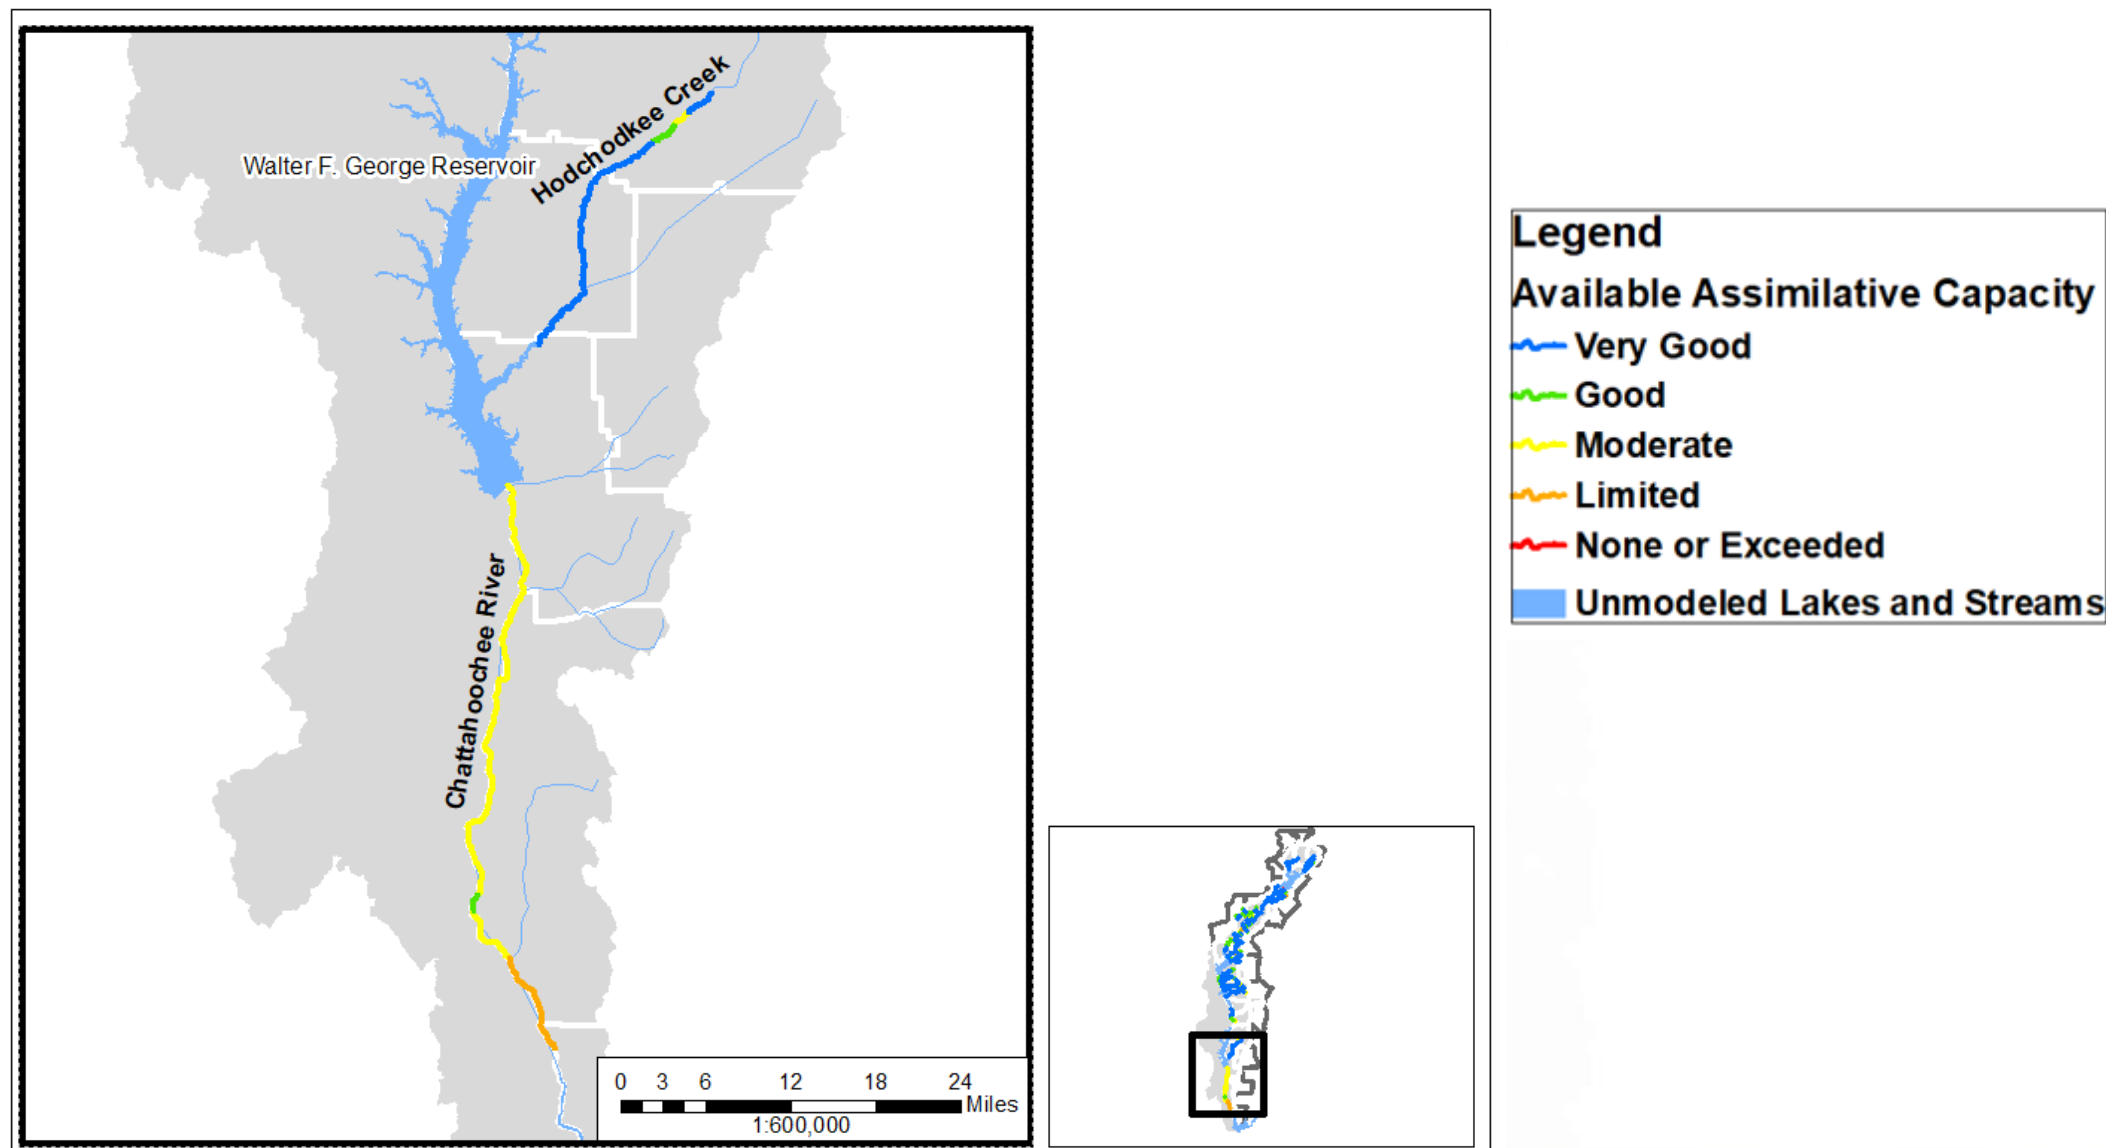 Hodchodkee Creek
Walter F. George Reservoir
Chattahoochee River
0 3 6 12 18 24
Miles
1:600,000
Legend
Available Assimilative Capacity
Very Good
Good
Moderate
Limited
None or Exceeded
Unmodeled Lakes and Streams